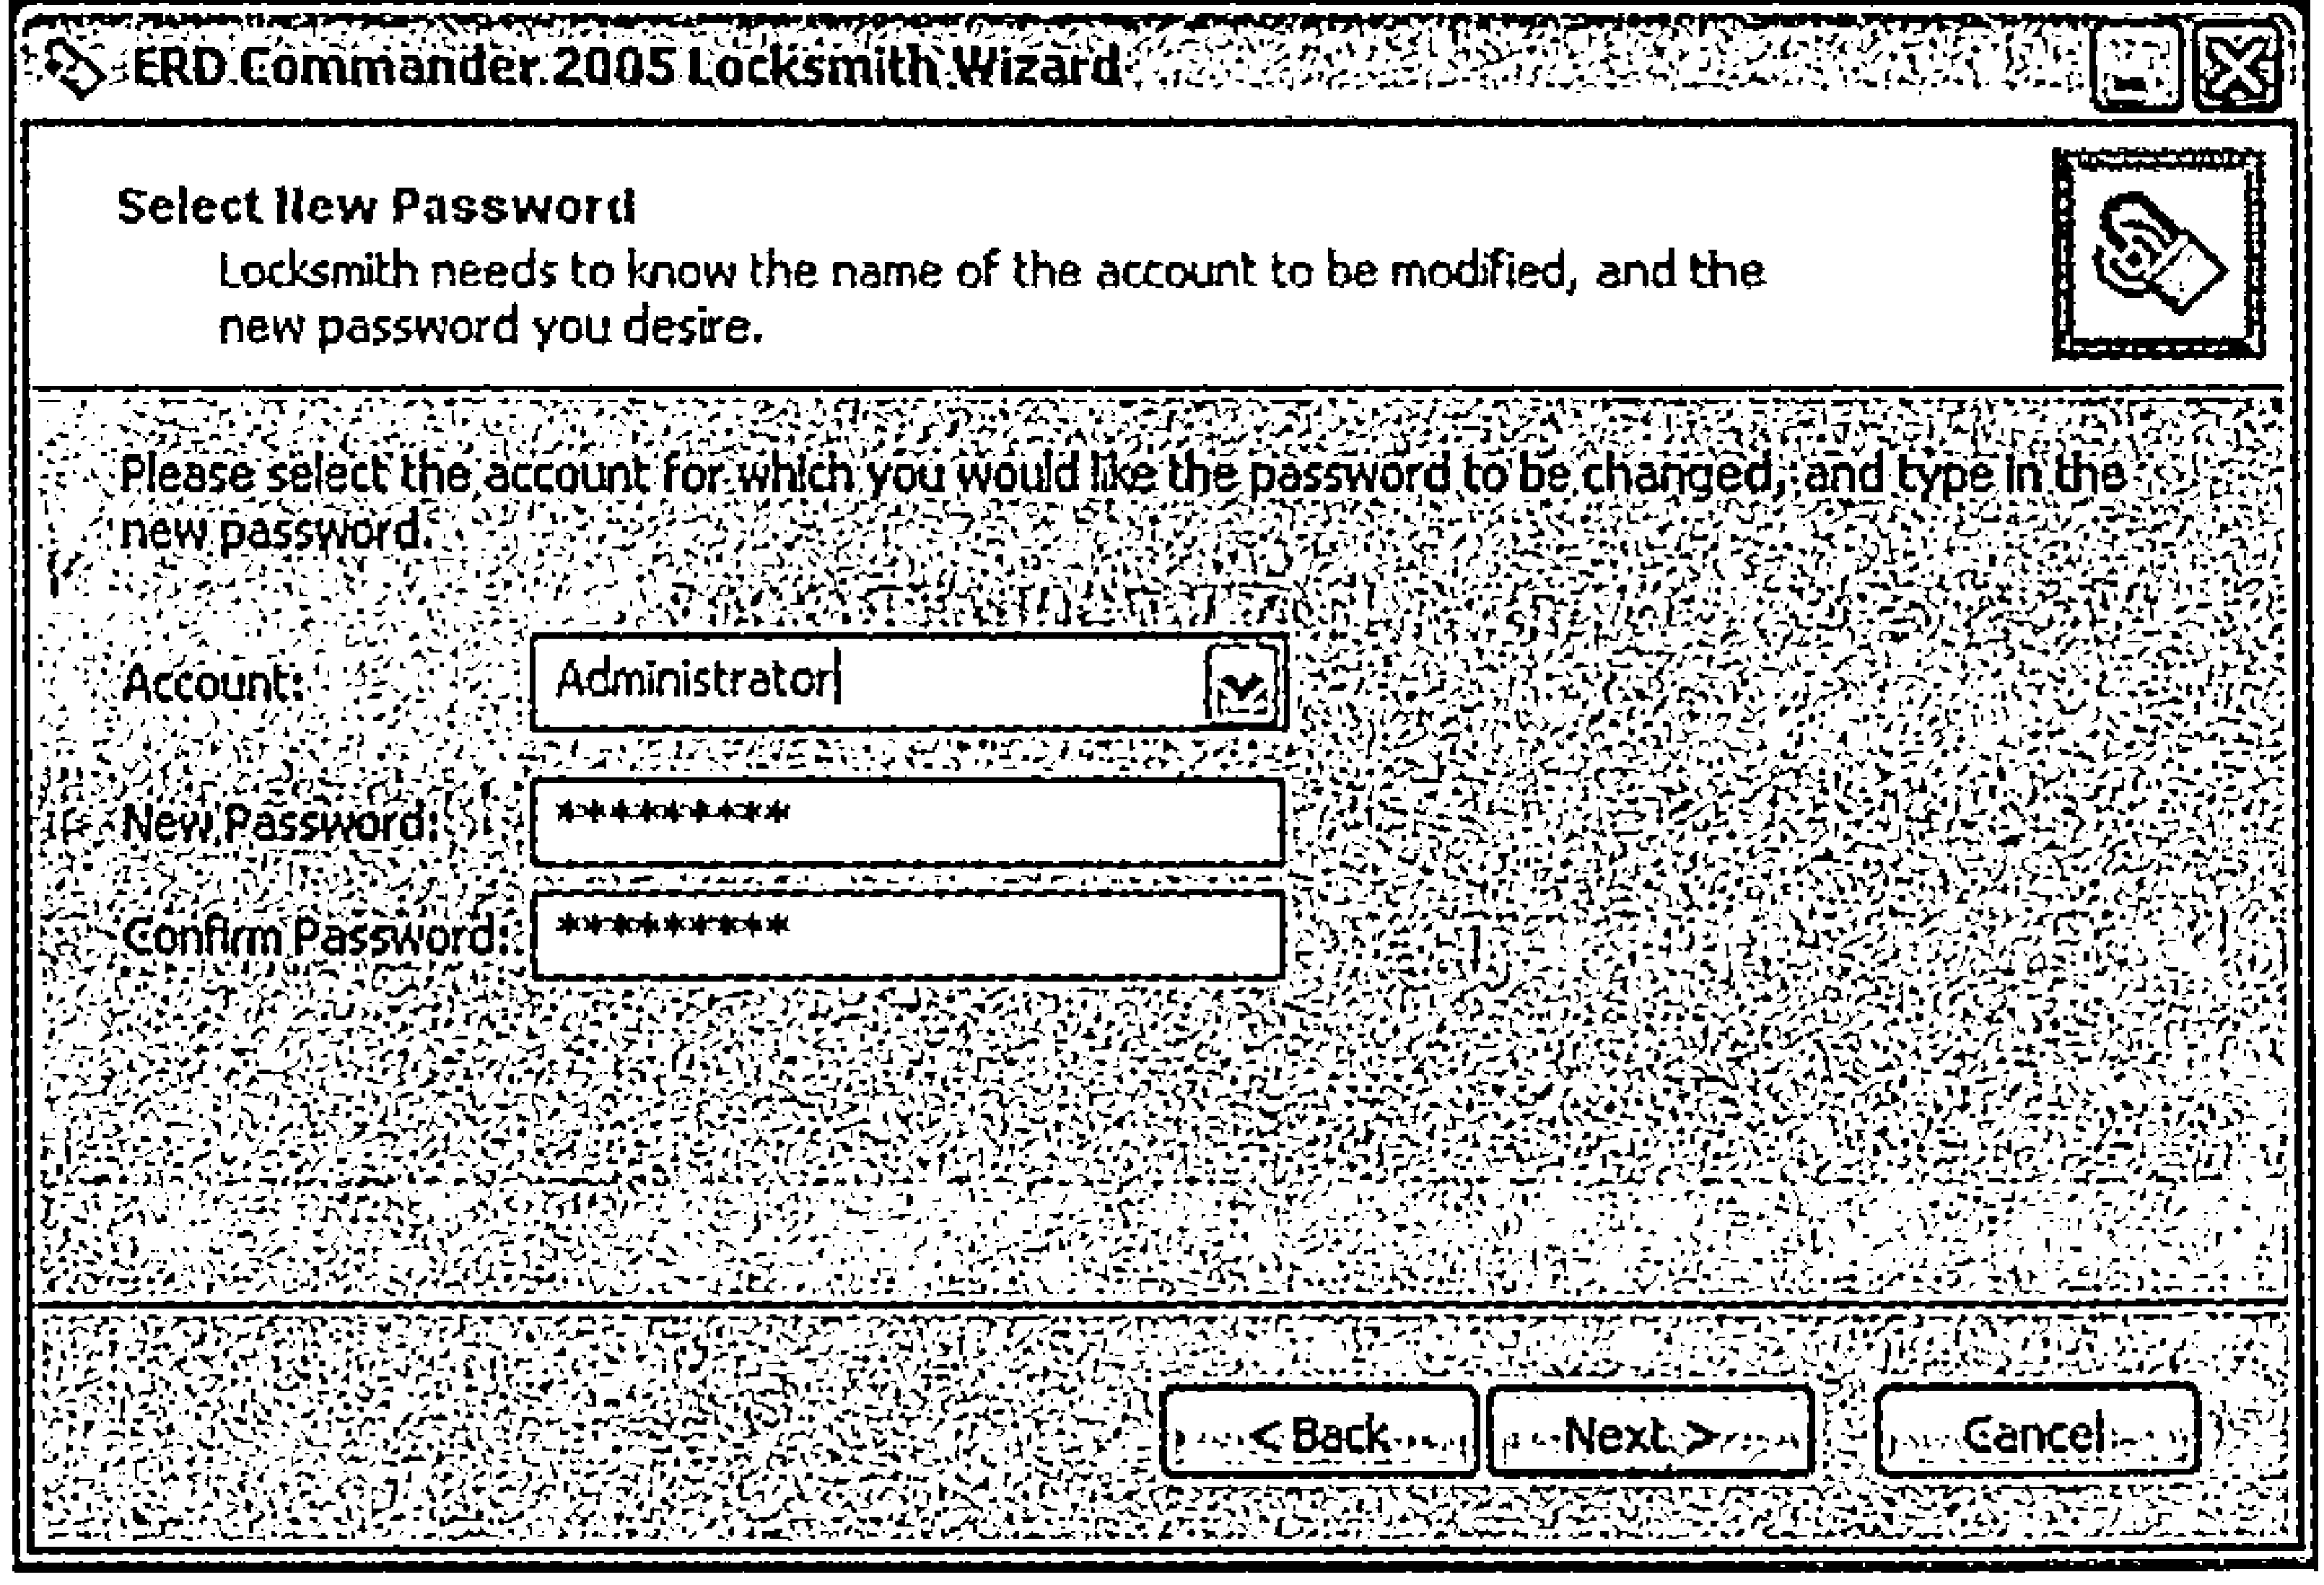 ERD Commander 2005 Locksmith Wizard
Select New Password
Locksmith needs to know the name of the account to be modified, and the
new password you desire.
Please select the account for which you would like the password to be changed, and type in the
new password.
Account: Administrator
New Password: *********
Confirm Password: *********
< Back Next > Cancel